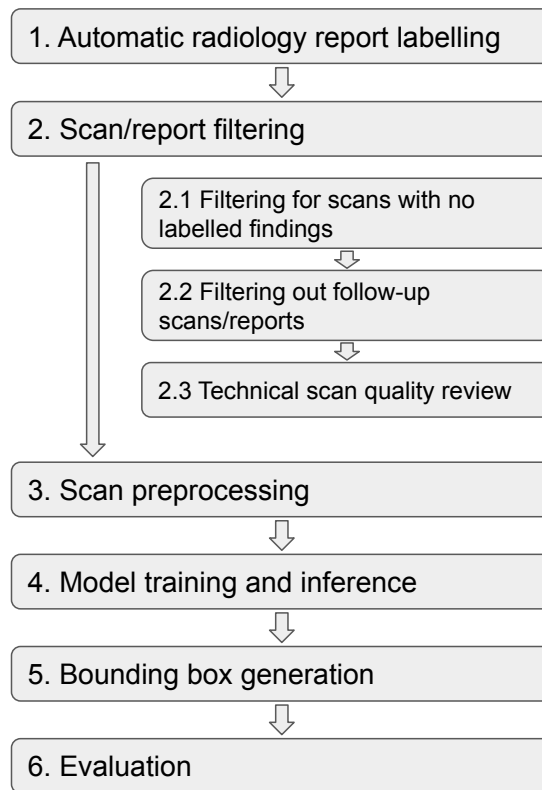 1. Automatic radiology report labelling
2. Scan/report filtering
2.1 Filtering for scans with no
labelled findings
2.2 Filtering out follow-up
scans/reports
2.3 Technical scan quality review
3. Scan preprocessing
4. Model training and inference
5. Bounding box generation
6. Evaluation